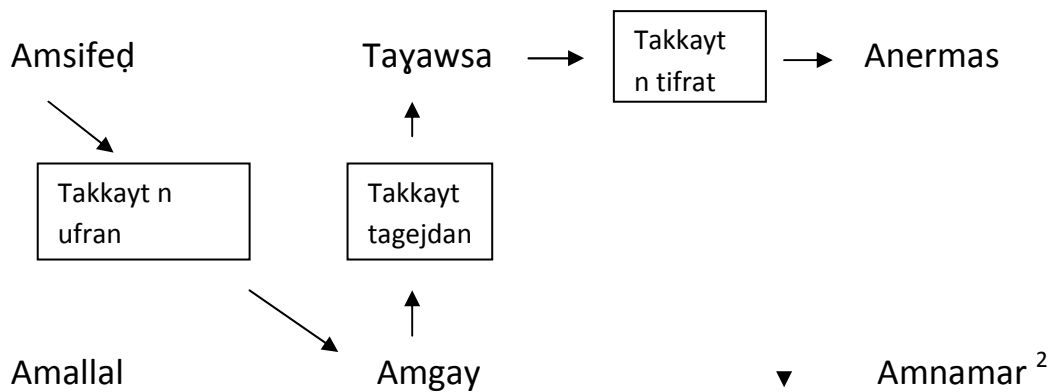 Amsifeḍ Taɣawsa Takkayt n tifrat Anermas
Takkayt n ufran
Takkayt tagejdan
Amallal Amgay Amnamar ²